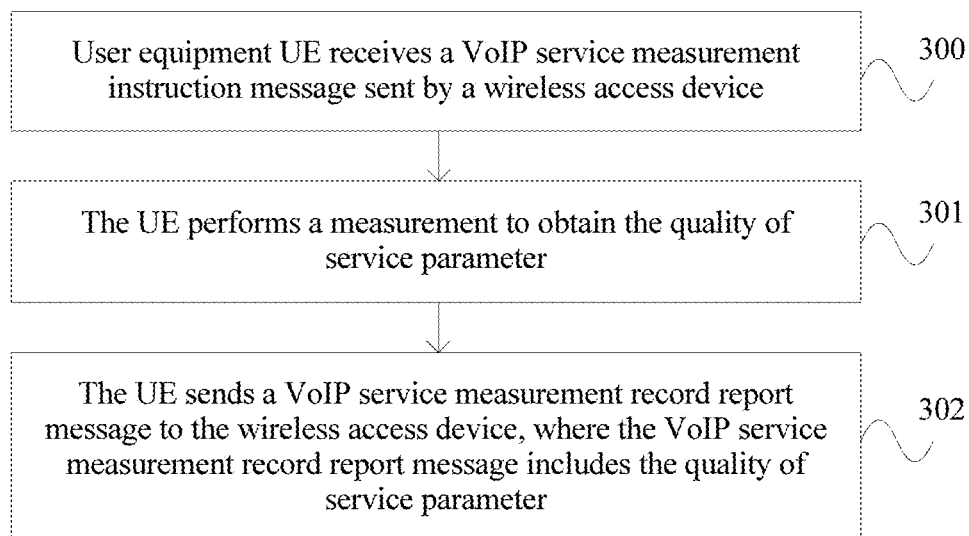 User equipment UE receives a VoIP service measurement
instruction message sent by a wireless access device
300
The UE performs a measurement to obtain the quality of
service parameter
301
The UE sends a VoIP service measurement record report
message to the wireless access device, where the VoIP service
measurement record report message includes the quality of
service parameter
302